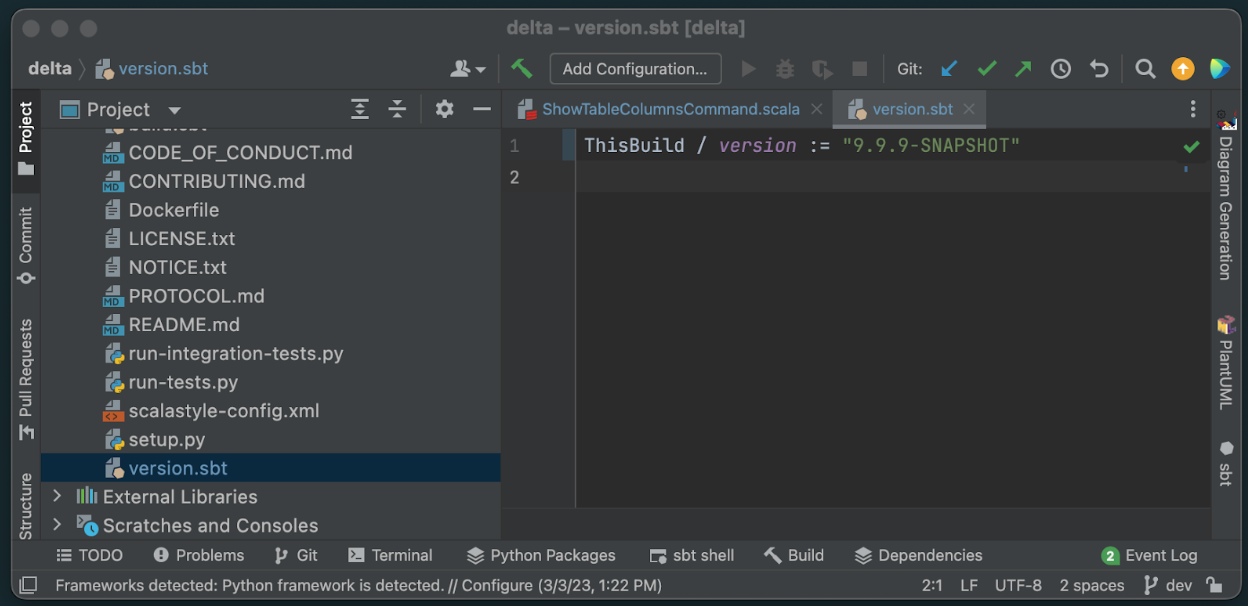 delta – version.sbt [delta]
delta version.sbt
Add Configuration...
Git:
Project
Project
ShowTableColumnsCommand.scala
version.sbt
CODE_OF_CONDUCT.md
CONTRIBUTING.md
Dockerfile
LICENSE.txt
NOTICE.txt
PROTOCOL.md
README.md
run-integration-tests.py
run-tests.py
scalastyle-config.xml
setup.py
version.sbt
External Libraries
Scratches and Consoles
1 ThisBuild / version := "9.9.9-SNAPSHOT"
2
Commit
Pull Requests
Structure
Diagram Generation
PlantUML
sbt
TODO Problems Git Terminal Python Packages sbt shell Build Dependencies 2 Event Log
Frameworks detected: Python framework is detected. // Configure (3/3/23, 1:22 PM) 2:1 LF UTF-8 2 spaces dev